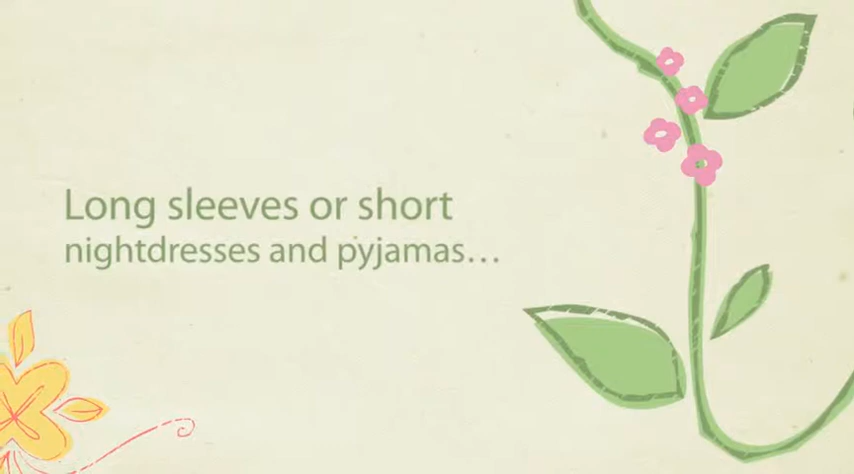 Long sleeves or short
nightdresses and pyjamas…